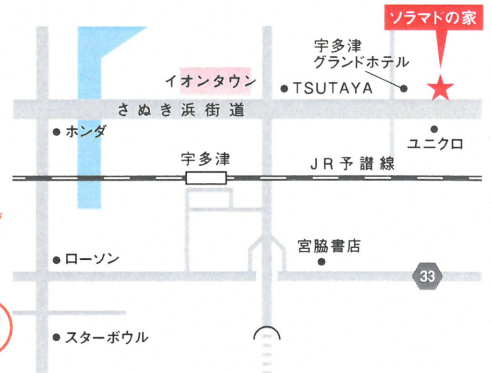 ソラマドの家
宇多津
グランドホテル
イオンタウン
TSUTAYA
さぬき浜街道
ホンダ
ユニクロ
宇多津
JR予讃線
ローソン
宮脇書店
33
スターボウル